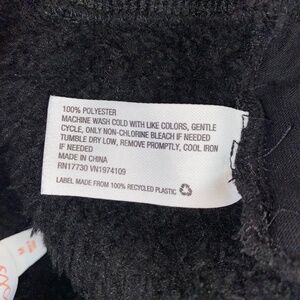 100% POLYESTER
MACHINE WASH COLD WITH LIKE COLORS, GENTLE
CYCLE, ONLY NON-CHLORINE BLEACH IF NEEDED
TUMBLE DRY LOW, REMOVE PROMPTLY, COOL IRON
IF NEEDED
MADE IN CHINA
RN17730 VN1974109
LABEL MADE FROM 100% RECYCLED PLASTIC